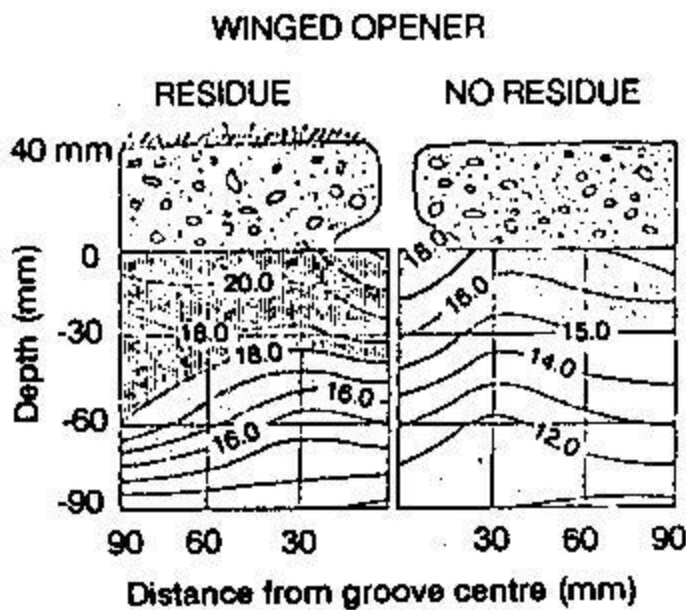 WINGED OPENER
RESIDUE NO RESIDUE
40 mm
0
-30
-60
-90
Depth (mm)
20.0
18.0
18.0
16.0
16.0
18.0
18.0
15.0
14.0
12.0
90 60 30 30 60 90
Distance from groove centre (mm)